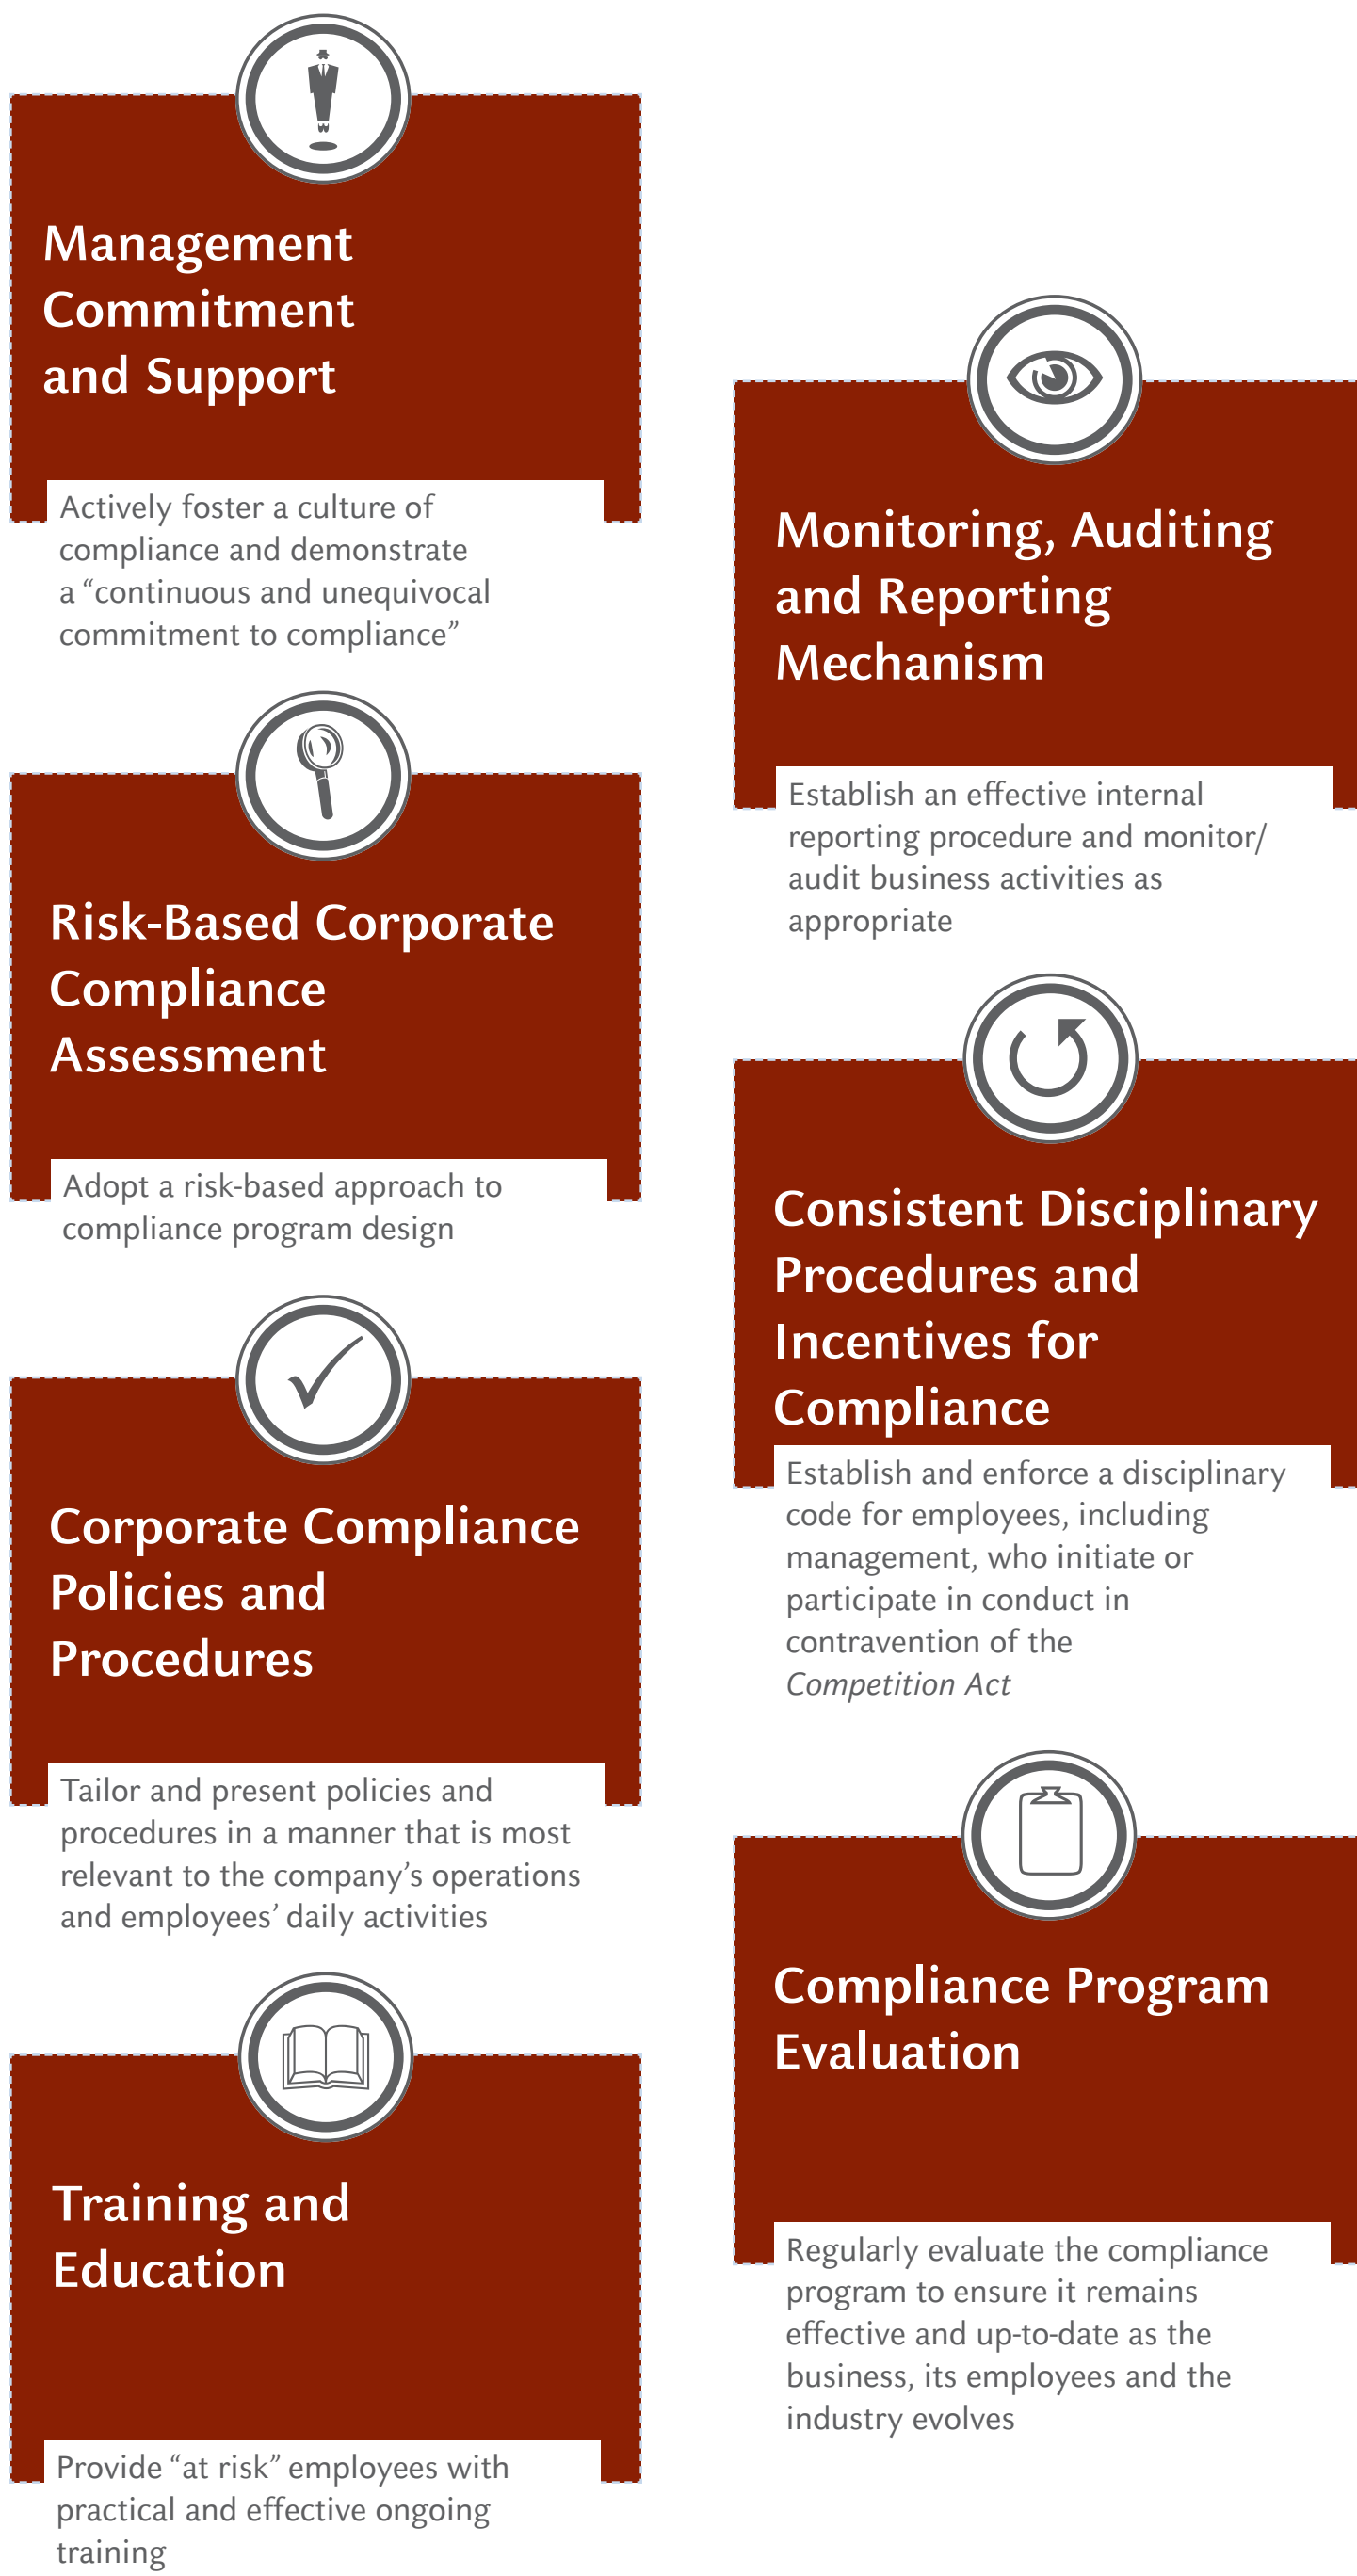 Management
Commitment
and Support
Actively foster a culture of
compliance and demonstrate
a “continuous and unequivocal
commitment to compliance”
Risk-Based Corporate
Compliance
Assessment
Adopt a risk-based approach to
compliance program design
Corporate Compliance
Policies and
Procedures
Tailor and present policies and
procedures in a manner that is most
relevant to the company’s operations
and employees’ daily activities
Training and
Education
Provide “at risk” employees with
practical and effective ongoing
training
Monitoring, Auditing
and Reporting
Mechanism
Establish an effective internal
reporting procedure and monitor/
audit business activities as
appropriate
Consistent Disciplinary
Procedures and
Incentives for
Compliance
Establish and enforce a disciplinary
code for employees, including
management, who initiate or
participate in conduct in
contravention of the
Competition Act
Compliance Program
Evaluation
Regularly evaluate the compliance
program to ensure it remains
effective and up-to-date as the
business, its employees and the
industry evolves